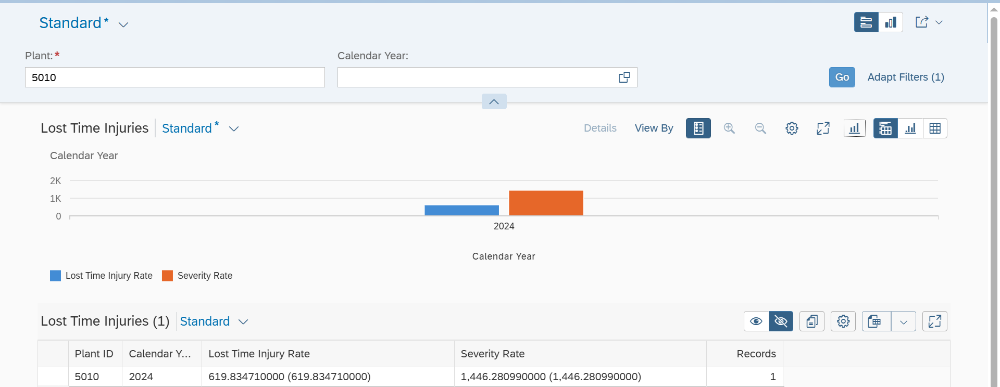 Standard *
Plant: *
Calendar Year:
5010
Go
Adapt Filters (1)
Lost Time Injuries
Standard *
Details
View By
Calendar Year
2K
1K
0
2024
Calendar Year
Lost Time Injury Rate
Severity Rate
Lost Time Injuries (1)
Standard
Plant ID Calendar Y... Lost Time Injury Rate Severity Rate Records
5010 2024 619.834710000 (619.834710000) 1,446.280990000 (1,446.280990000) 1